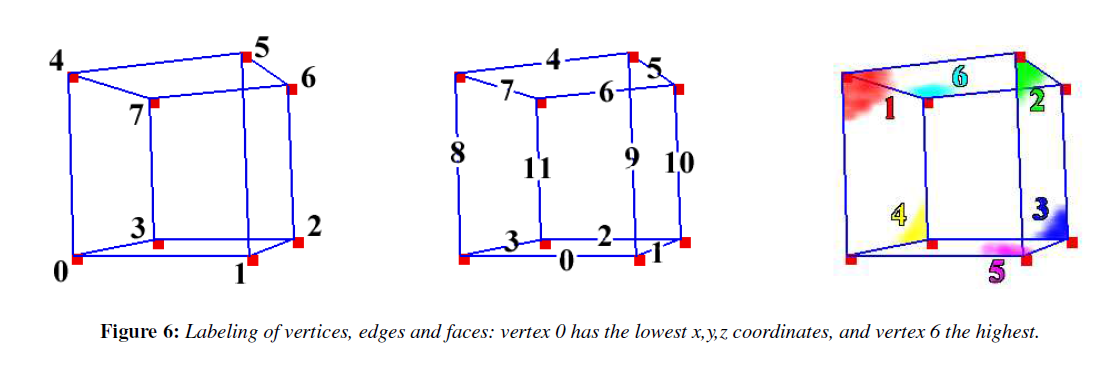 4 5 4 5 6
6 7 6 1 2
7
8 11 9 10
3 2 3 2 4 3
0 1 0 1 5
Figure 6: Labeling of vertices, edges and faces: vertex 0 has the lowest x,y,z coordinates, and vertex 6 the highest.